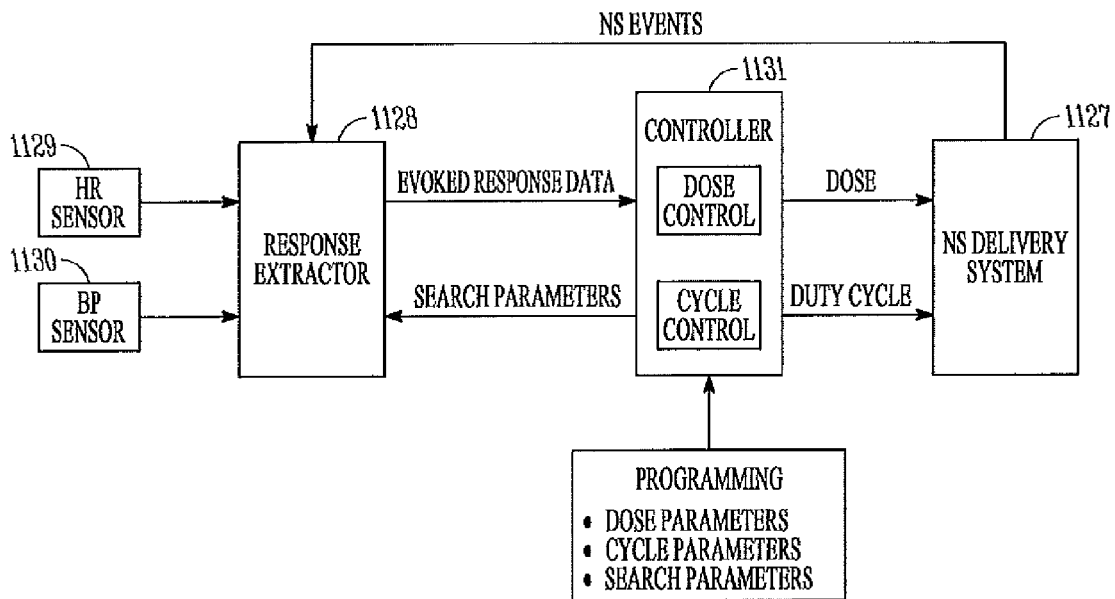 NS EVENTS
1131
1128
1127
1129
CONTROLLER
HR
SENSOR
EVOKED RESPONSE DATA
DOSE
CONTROL
DOSE
RESPONSE
EXTRACTOR
NS DELIVERY
SYSTEM
1130
BP
SENSOR
SEARCH PARAMETERS
CYCLE
CONTROL
DUTY CYCLE
PROGRAMMING
• DOSE PARAMETERS
• CYCLE PARAMETERS
• SEARCH PARAMETERS